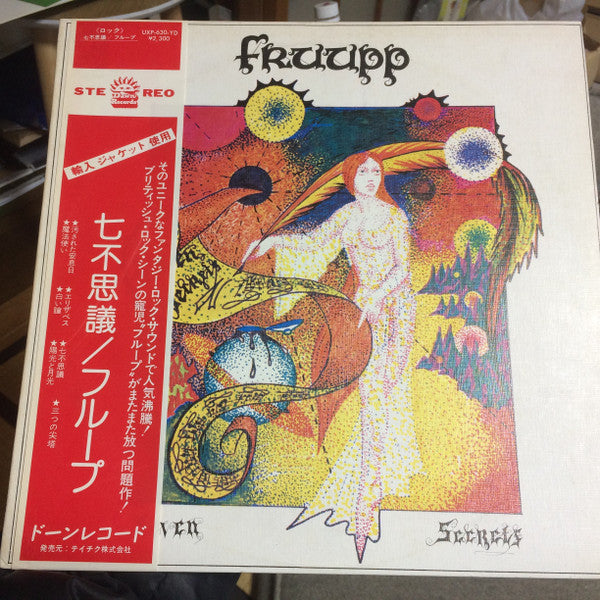 〈ロック〉
七不思議／フループ
UXP-630-YD
¥2,300
STE
REO
Dawn
Records
輸入ジャケット使用
そのユニークなファンタジー・ロック・サウンドで人気沸騰！
ブリティッシュ・ロック・シーンの寵児“フループ”がまたまた放つ問題作！
七不思議／フループ
★汚された安息日
★魔法使い
★エリザベス
★白い鏡
★七不思議
★陽光と月光
★三つの尖塔
ドーンレコード
発売元：テイチク株式会社
fruupp
ven
Secrets